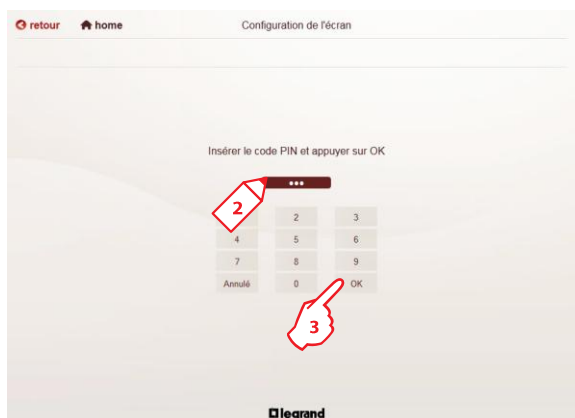 retour home Configuration de l'écran
Insérer le code PIN et appuyer sur OK
•••
2
2 3
4 5 6
7 8 9
Annulé 0 OK
3
legrand